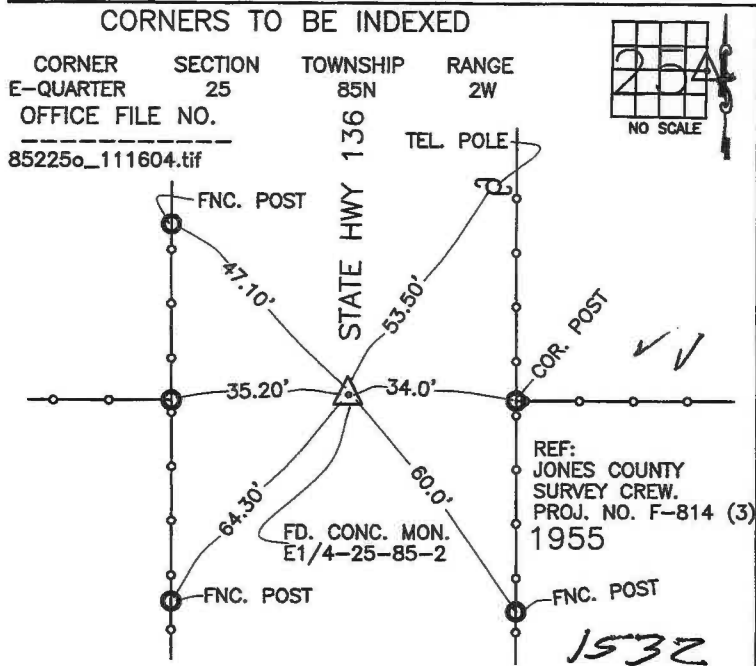 CORNERS TO BE INDEXED
CORNER SECTION TOWNSHIP RANGE
E-QUARTER 25 85N 2W
OFFICE FILE NO.
85225o_111604.tif
25
NO SCALE
STATE HWY 136
TEL. POLE
FNC. POST
47.10'
53.50'
COR. POST
35.20'
34.0'
64.30'
60.0'
REF:
JONES COUNTY
SURVEY CREW.
PROJ. NO. F-814 (3)
1955
FD. CONC. MON.
E1/4-25-85-2
FNC. POST
FNC. POST
1532